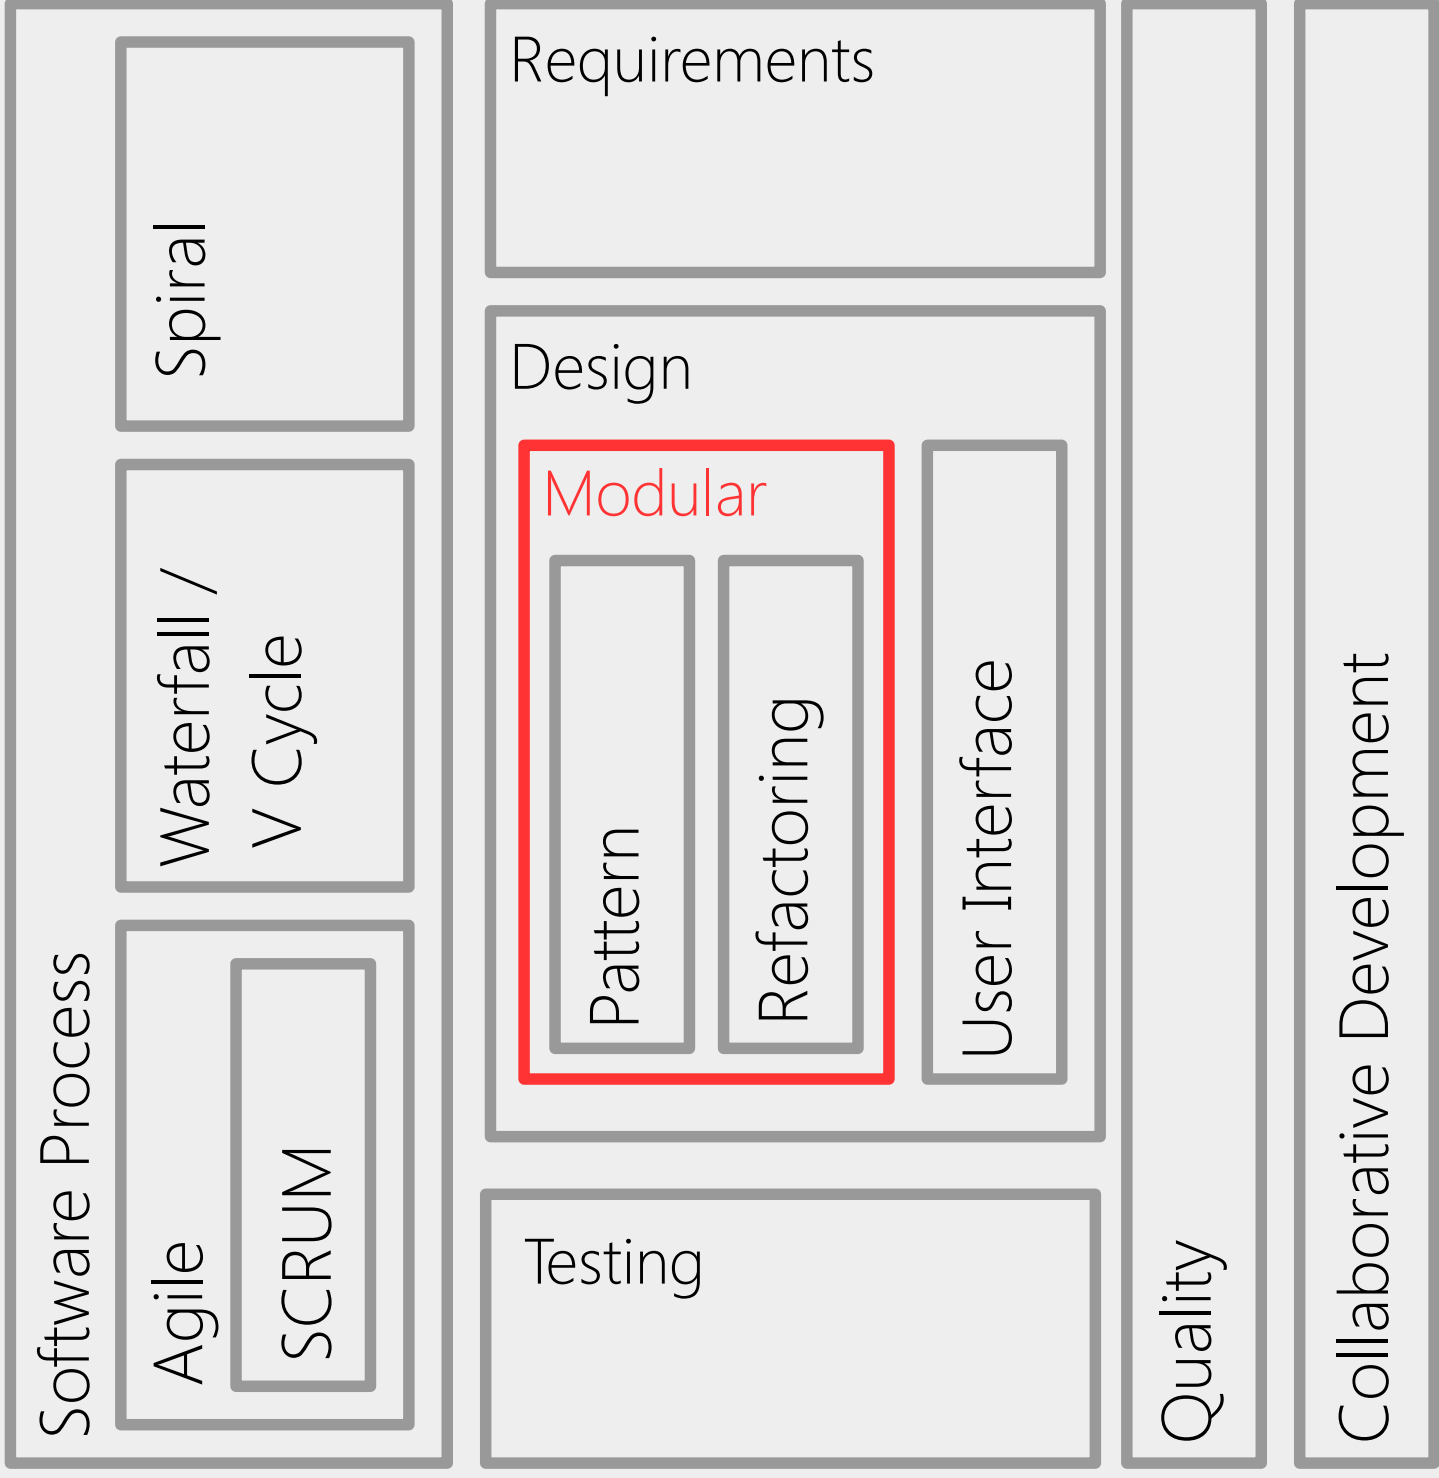 Software Process
Spiral
Waterfall /
V Cycle
Agile
SCRUM
Requirements
Design
Modular
Pattern
Refactoring
User Interface
Testing
Quality
Collaborative Development